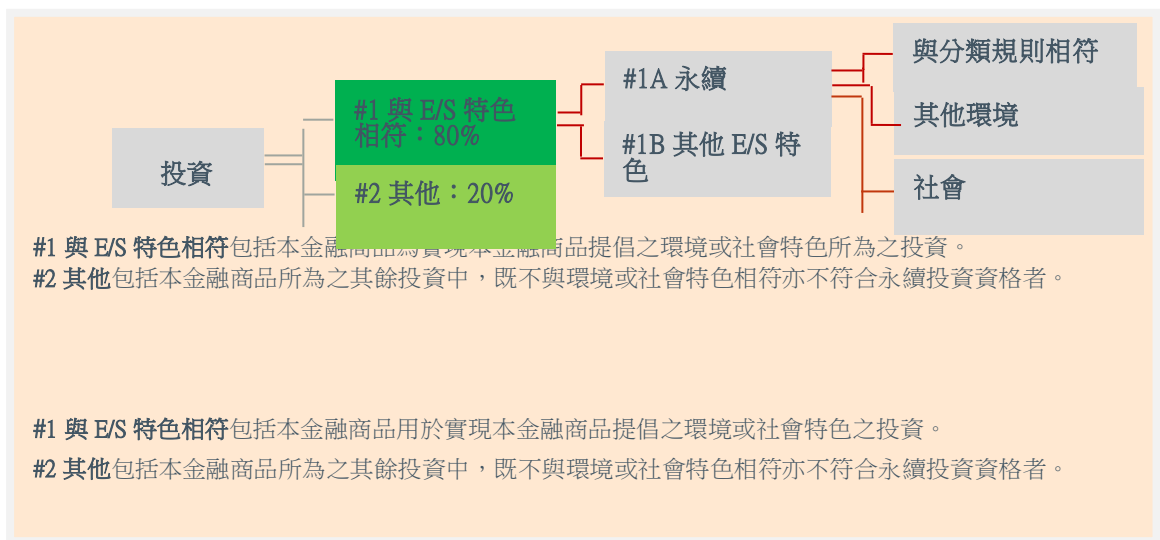 投資
#1 與 E/S 特色
相符：80%
#2 其他：20%
#1A 永續
#1B 其他 E/S 特
色
與分類規則相符
其他環境
社會
#1 與 E/S 特色相符包括本金融商品為實現本金融商品提倡之環境或社會特色所為之投資。
#2 其他包括本金融商品所為之其餘投資中，既不與環境或社會特色相符亦不符合永續投資資格者。
#1 與 E/S 特色相符包括本金融商品用於實現本金融商品提倡之環境或社會特色之投資。
#2 其他包括本金融商品所為之其餘投資中，既不與環境或社會特色相符亦不符合永續投資資格者。